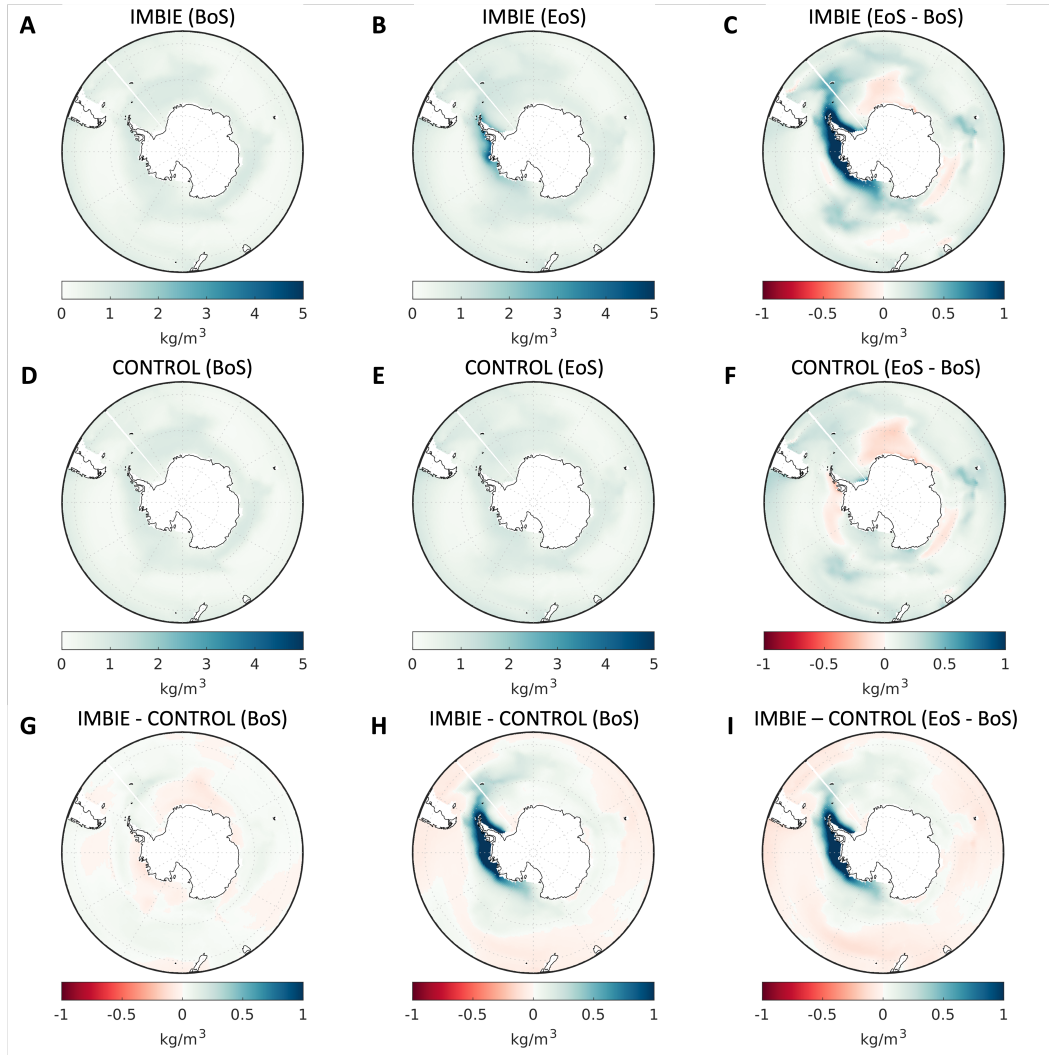 A IMBIE (BoS)
B IMBIE (EoS)
C IMBIE (EoS - BoS)
0 1 2 3 4 5
kg/m³
0 1 2 3 4 5
kg/m³
-1 -0.5 0 0.5 1
kg/m³
D CONTROL (BoS)
E CONTROL (EoS)
F CONTROL (EoS - BoS)
0 1 2 3 4 5
kg/m³
0 1 2 3 4 5
kg/m³
-1 -0.5 0 0.5 1
kg/m³
G IMBIE - CONTROL (BoS)
H IMBIE - CONTROL (BoS)
I IMBIE – CONTROL (EoS - BoS)
-1 -0.5 0 0.5 1
kg/m³
-1 -0.5 0 0.5 1
kg/m³
-1 -0.5 0 0.5 1
kg/m³